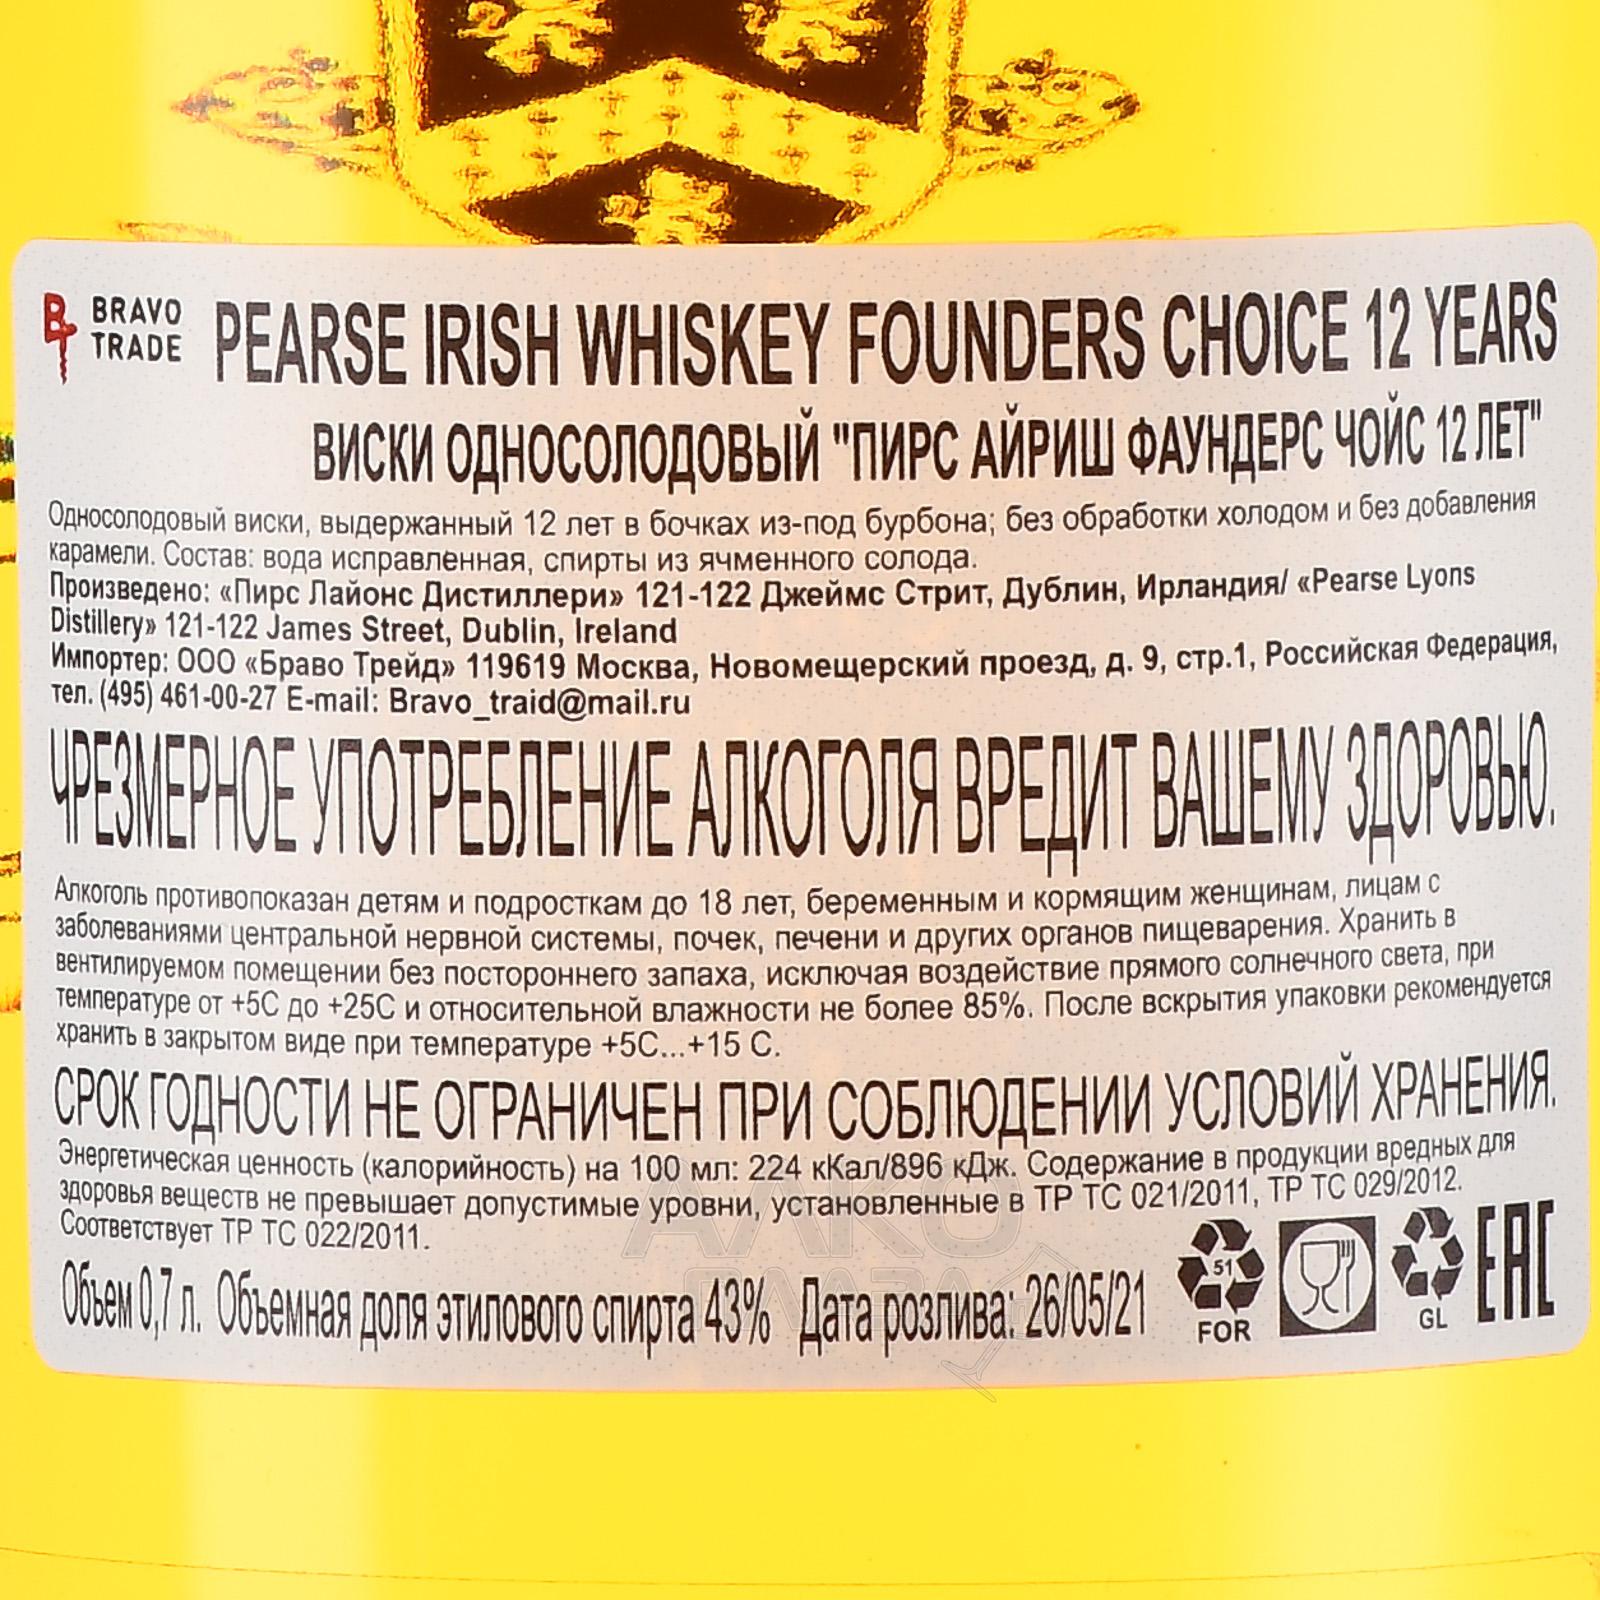 BRAVO
TRADE
PEARSE IRISH WHISKEY FOUNDERS CHOICE 12 YEARS
ВИСКИ ОДНОСОЛОДОВЫЙ "ПИРС АЙРИШ ФАУНДЕРС ЧОЙС 12 ЛЕТ"
Односолодовый виски, выдержанный 12 лет в бочках из-под бурбона; без обработки холодом и без добавления
карамели. Состав: вода исправленная, спирты из ячменного солода.
Произведено: «Пирс Лайонс Дистиллери» 121-122 Джеймс Стрит, Дублин, Ирландия/ «Pearse Lyons
Distillery» 121-122 James Street, Dublin, Ireland
Импортер: ООО «Браво Трейд» 119619 Москва, Новомещерский проезд, д. 9, стр.1, Российская Федерация,
тел. (495) 461-00-27 E-mail: Bravo_traid@mail.ru
ЧРЕЗМЕРНОЕ УПОТРЕБЛЕНИЕ АЛКОГОЛЯ ВРЕДИТ ВАШЕМУ ЗДОРОВЬЮ.
Алкоголь противопоказан детям и подросткам до 18 лет, беременным и кормящим женщинам, лицам с
заболеваниями центральной нервной системы, почек, печени и других органов пищеварения. Хранить в
вентилируемом помещении без постороннего запаха, исключая воздействие прямого солнечного света, при
температуре от +5С до +25С и относительной влажности не более 85%. После вскрытия упаковки рекомендуется
хранить в закрытом виде при температуре +5С...+15 С.
СРОК ГОДНОСТИ НЕ ОГРАНИЧЕН ПРИ СОБЛЮДЕНИИ УСЛОВИЙ ХРАНЕНИЯ.
Энергетическая ценность (калорийность) на 100 мл: 224 кКал/896 кДж. Содержание в продукции вредных для
здоровья веществ не превышает допустимые уровни, установленные в ТР ТС 021/2011, ТР ТС 029/2012.
Соответствует ТР ТС 022/2011.
Объем 0,7 л. Объемная доля этилового спирта 43% Дата розлива: 26/05/21
51
FOR
GL
EAC
АЛКО
ПЛАЗА